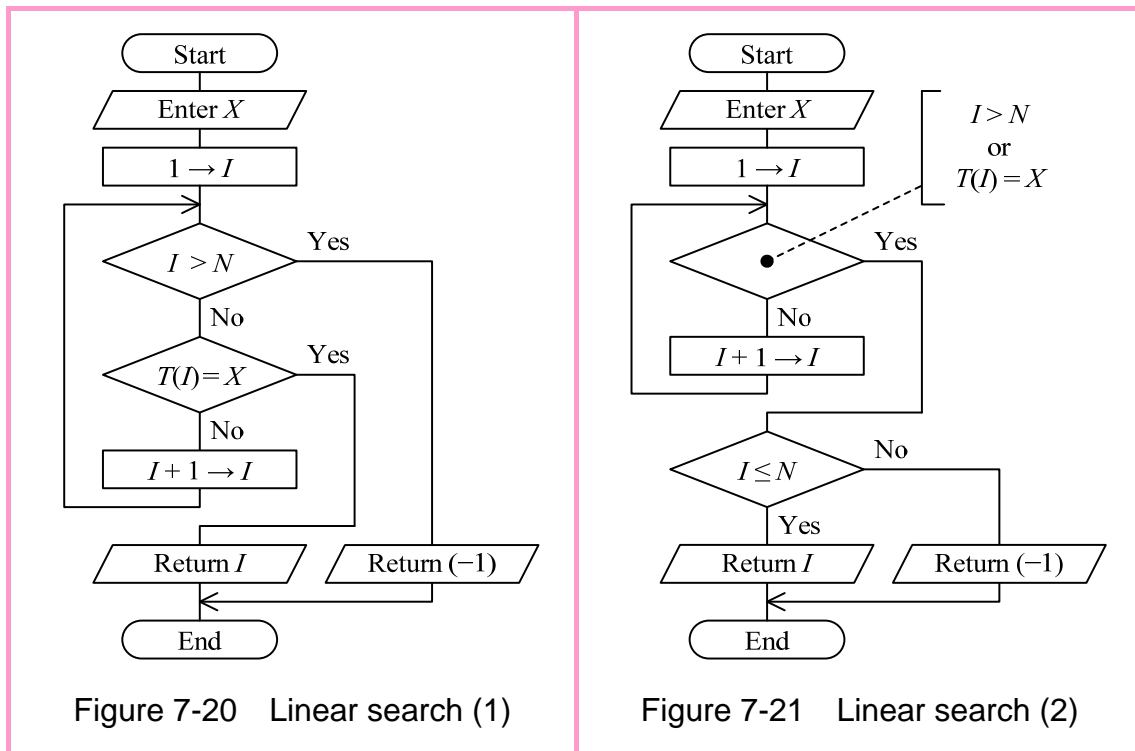 Start
Enter X
1 → I
I > N
Yes
No
T(I) = X
Yes
No
I + 1 → I
Return I
Return (−1)
End
Figure 7-20 Linear search (1)
Start
Enter X
1 → I
I > N
or
T(I) = X
Yes
No
I + 1 → I
I ≤ N
No
Yes
Return I
Return (−1)
End
Figure 7-21 Linear search (2)